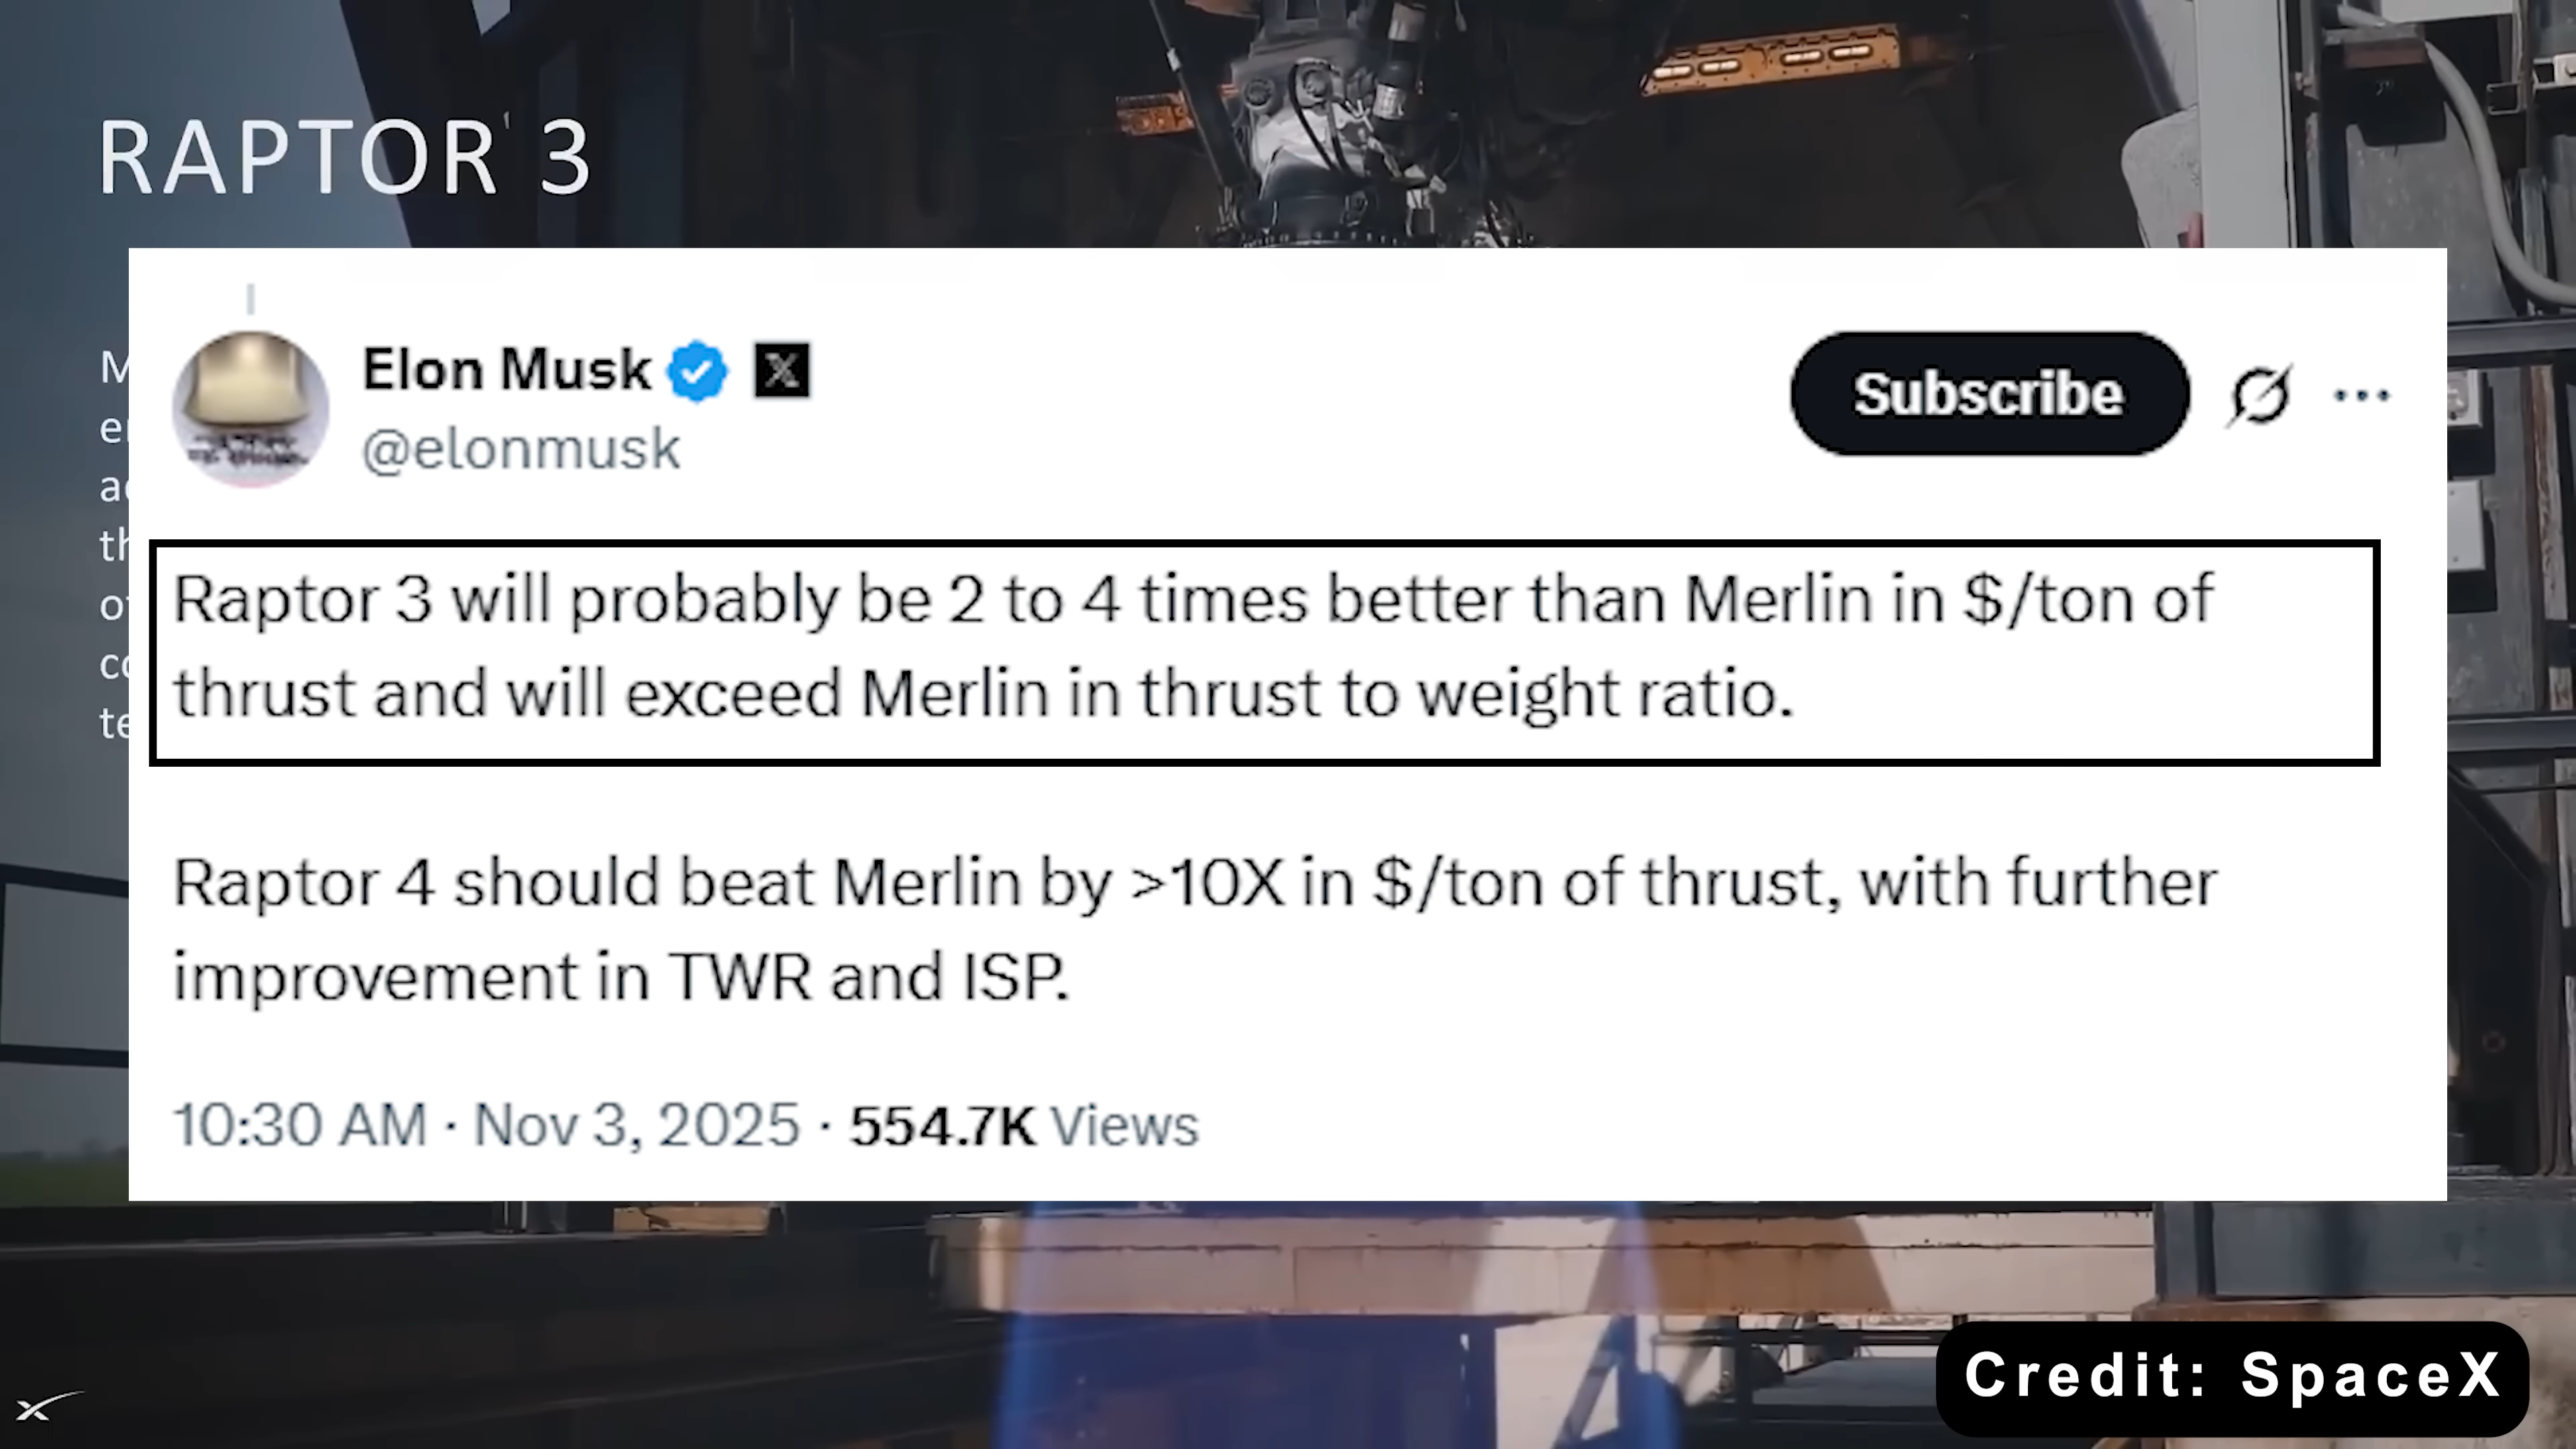 RAPTOR 3
Elon Musk
@elonmusk
Subscribe
Raptor 3 will probably be 2 to 4 times better than Merlin in $/ton of
thrust and will exceed Merlin in thrust to weight ratio.
Raptor 4 should beat Merlin by >10X in $/ton of thrust, with further
improvement in TWR and ISP.
10:30 AM · Nov 3, 2025 · 554.7K Views
Credit: SpaceX